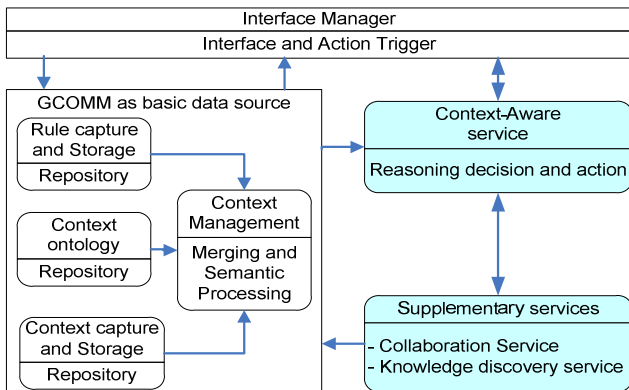 Interface Manager
Interface and Action Trigger
GCOMM as basic data source
Rule capture
and Storage
Repository
Context
ontology
Repository
Context capture
and Storage
Repository
Context
Management
Merging and
Semantic
Processing
Context-Aware
service
Reasoning decision and action
Supplementary services
- Collaboration Service
- Knowledge discovery service